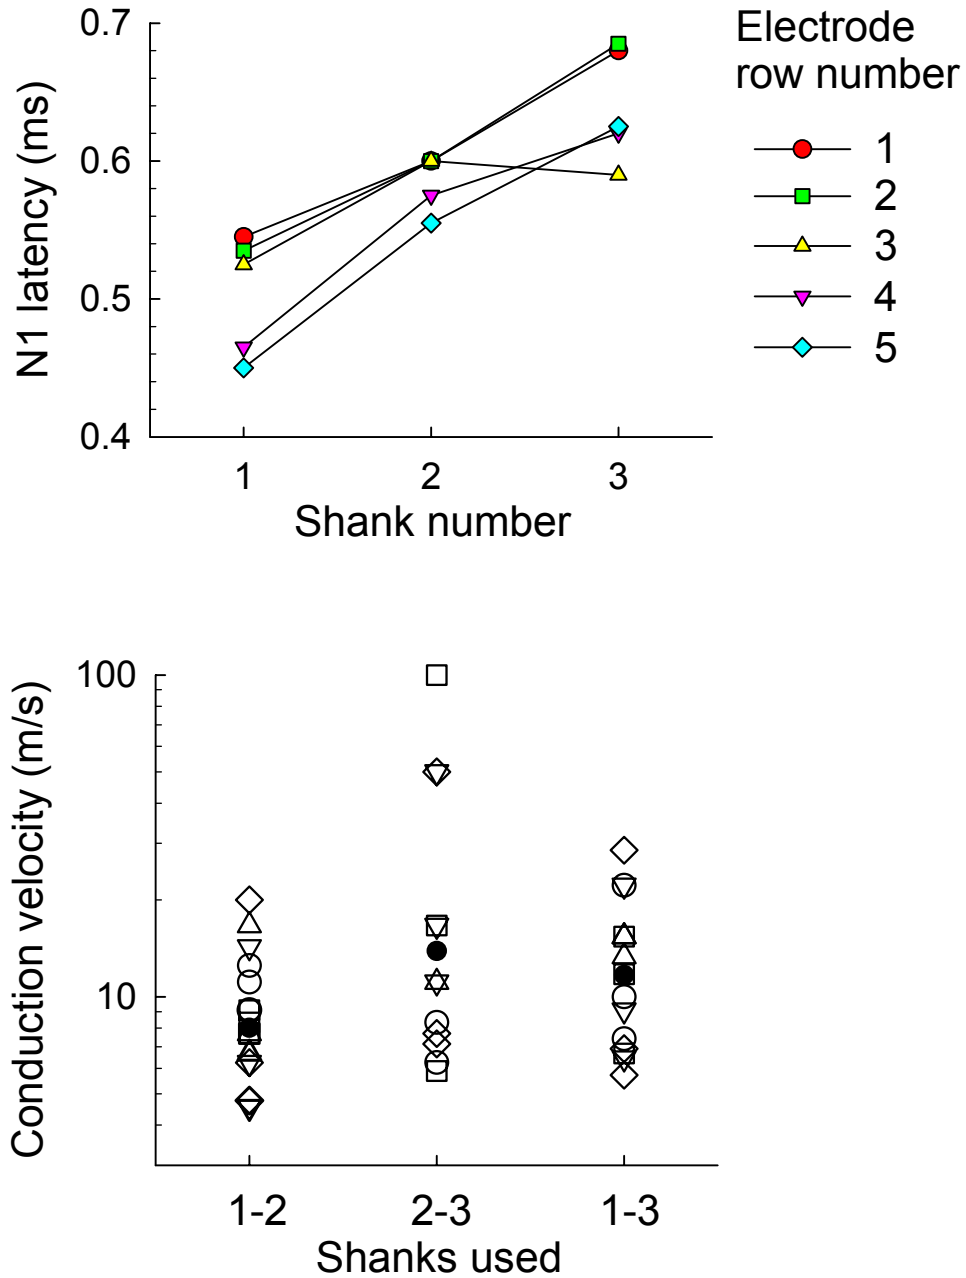 0.7
0.6
0.5
0.4
N1 latency (ms)
1 2 3
Shank number
Electrode
row number
1
2
3
4
5
100
10
Conduction velocity (m/s)
1-2 2-3 1-3
Shanks used